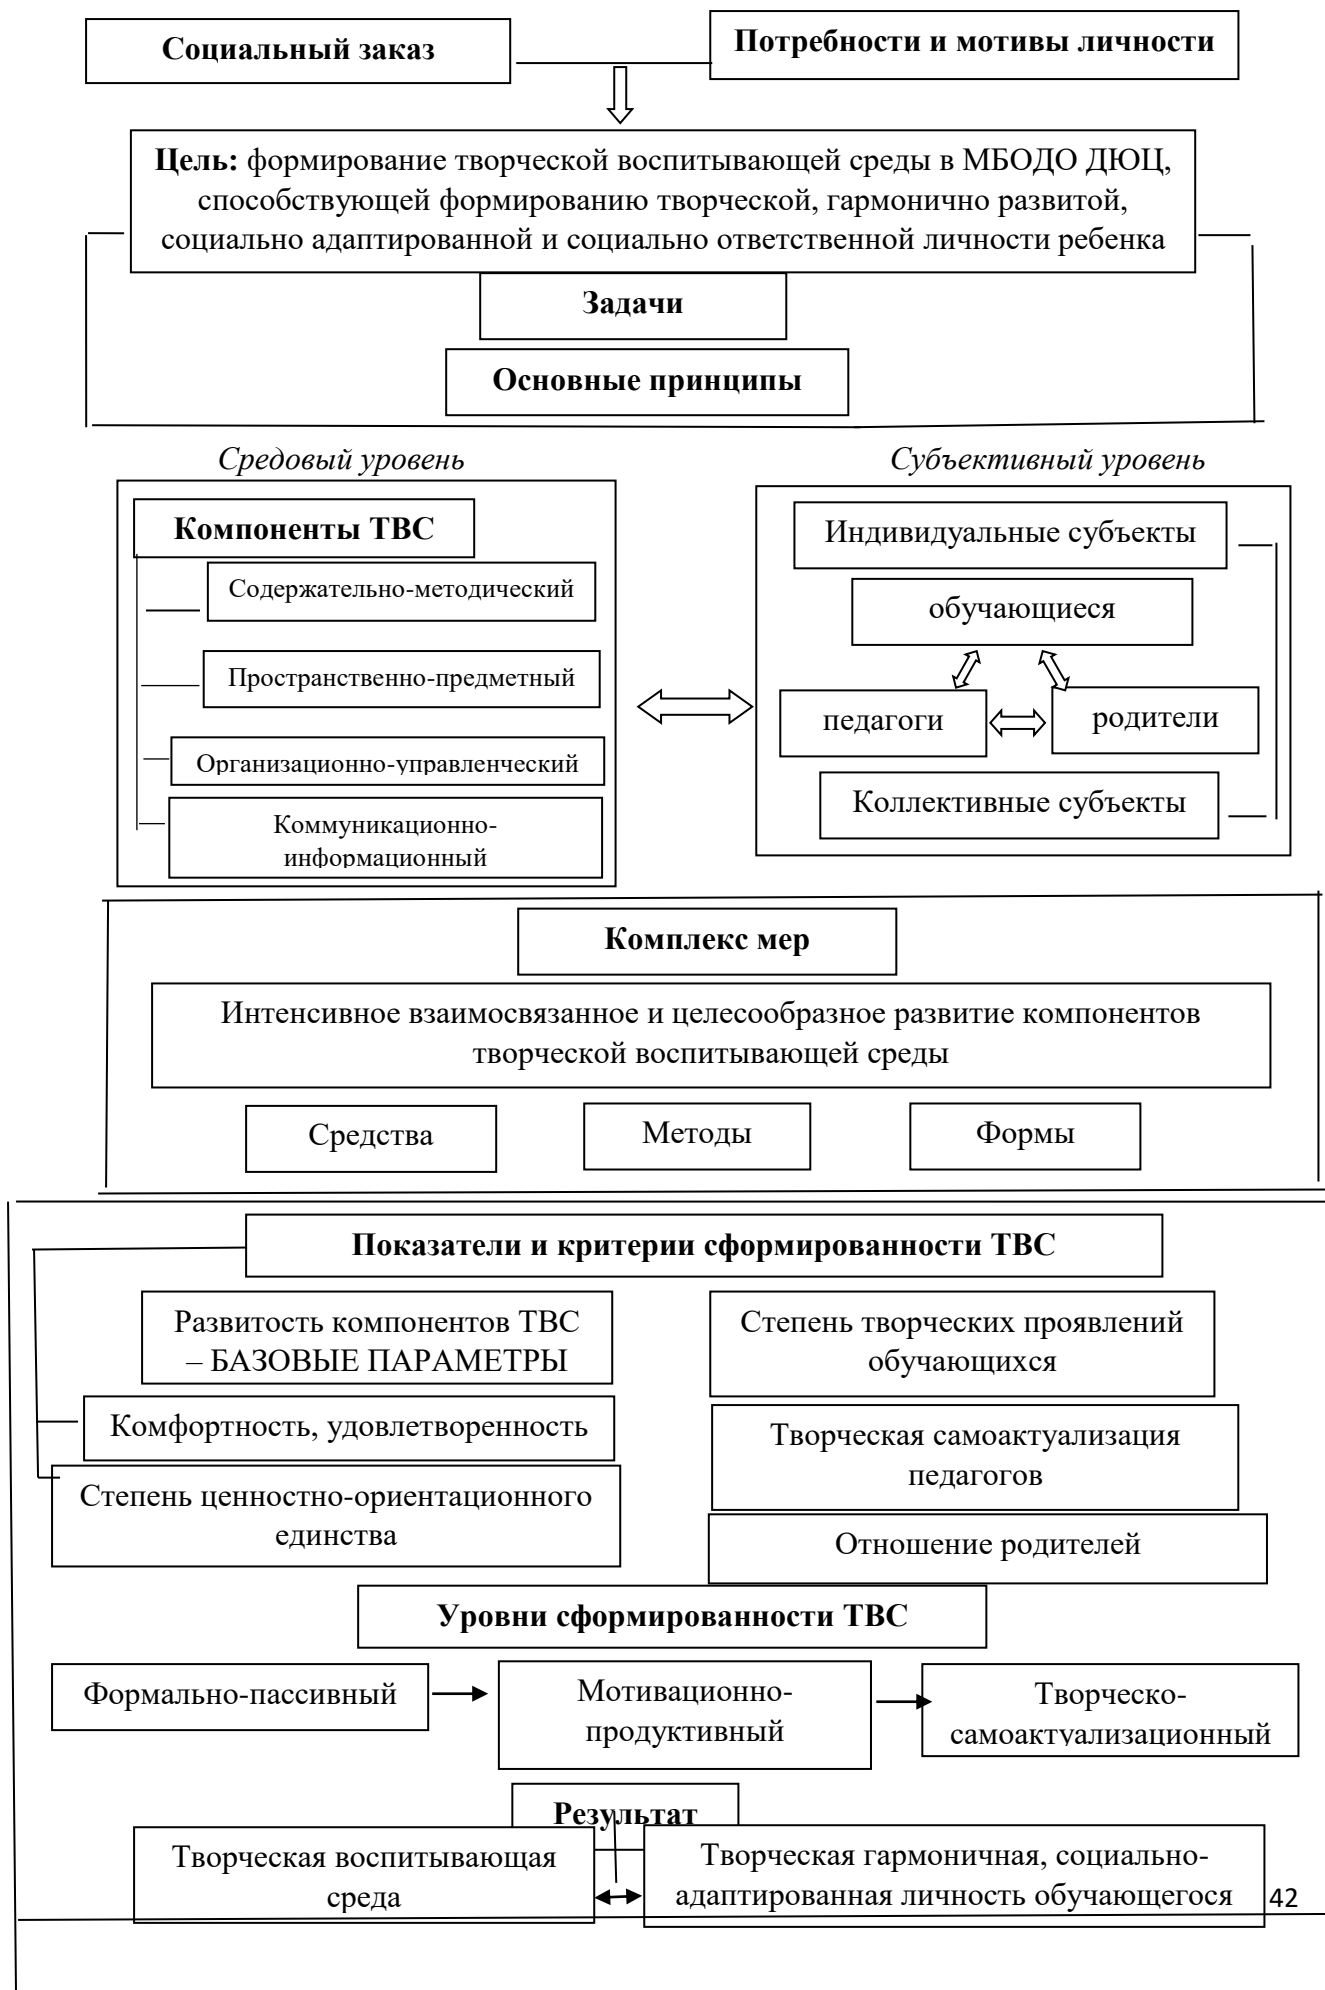 Социальный заказ
Потребности и мотивы личности
Цель: формирование творческой воспитывающей среды в МБОДО ДЮЦ,
способствующей формированию творческой, гармонично развитой,
социально адаптированной и социально ответственной личности ребенка
Задачи
Основные принципы
Средовый уровень
Субъективный уровень
Компоненты ТВС
Содержательно-методический
Пространственно-предметный
Организационно-управленческий
Коммуникационно-
информационный
Индивидуальные субъекты
обучающиеся
педагоги
родители
Коллективные субъекты
Комплекс мер
Интенсивное взаимосвязанное и целесообразное развитие компонентов
творческой воспитывающей среды
Средства
Методы
Формы
Показатели и критерии сформированности ТВС
Развитость компонентов ТВС
– БАЗОВЫЕ ПАРАМЕТРЫ
Комфортность, удовлетворенность
Степень ценностно-ориентационного
единства
Степень творческих проявлений
обучающихся
Творческая самоактуализация
педагогов
Отношение родителей
Уровни сформированности ТВС
Формально-пассивный
Мотивационно-
продуктивный
Творческо-
самоактуализационный
Результат
Творческая воспитывающая
среда
Творческая гармоничная, социально-
адаптированная личность обучающегося
42